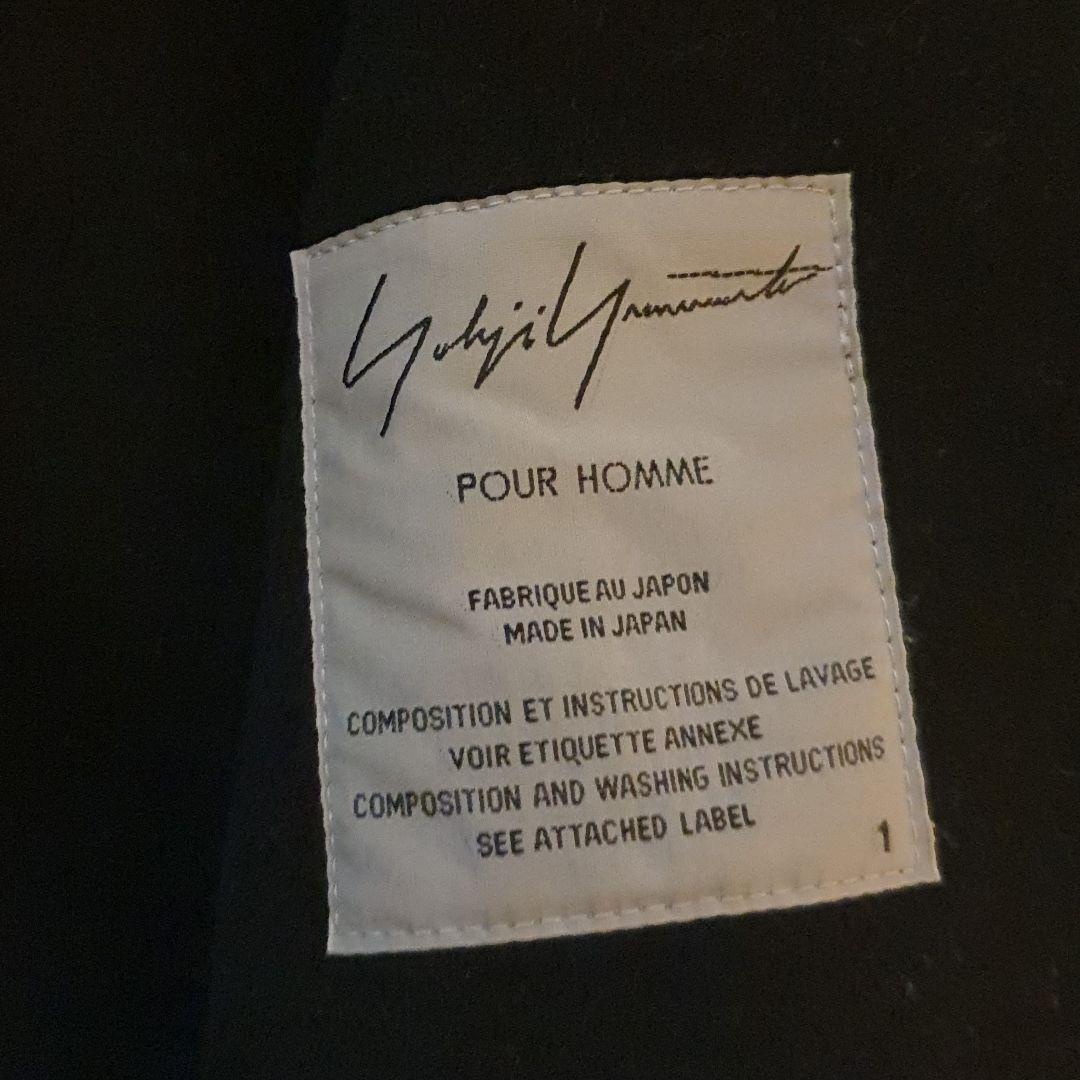 Yohji Yamamoto
POUR HOMME
FABRIQUE AU JAPON
MADE IN JAPAN
COMPOSITION ET INSTRUCTIONS DE LAVAGE
VOIR ETIQUETTE ANNEXE
COMPOSITION AND WASHING INSTRUCTIONS
SEE ATTACHED LABEL
1